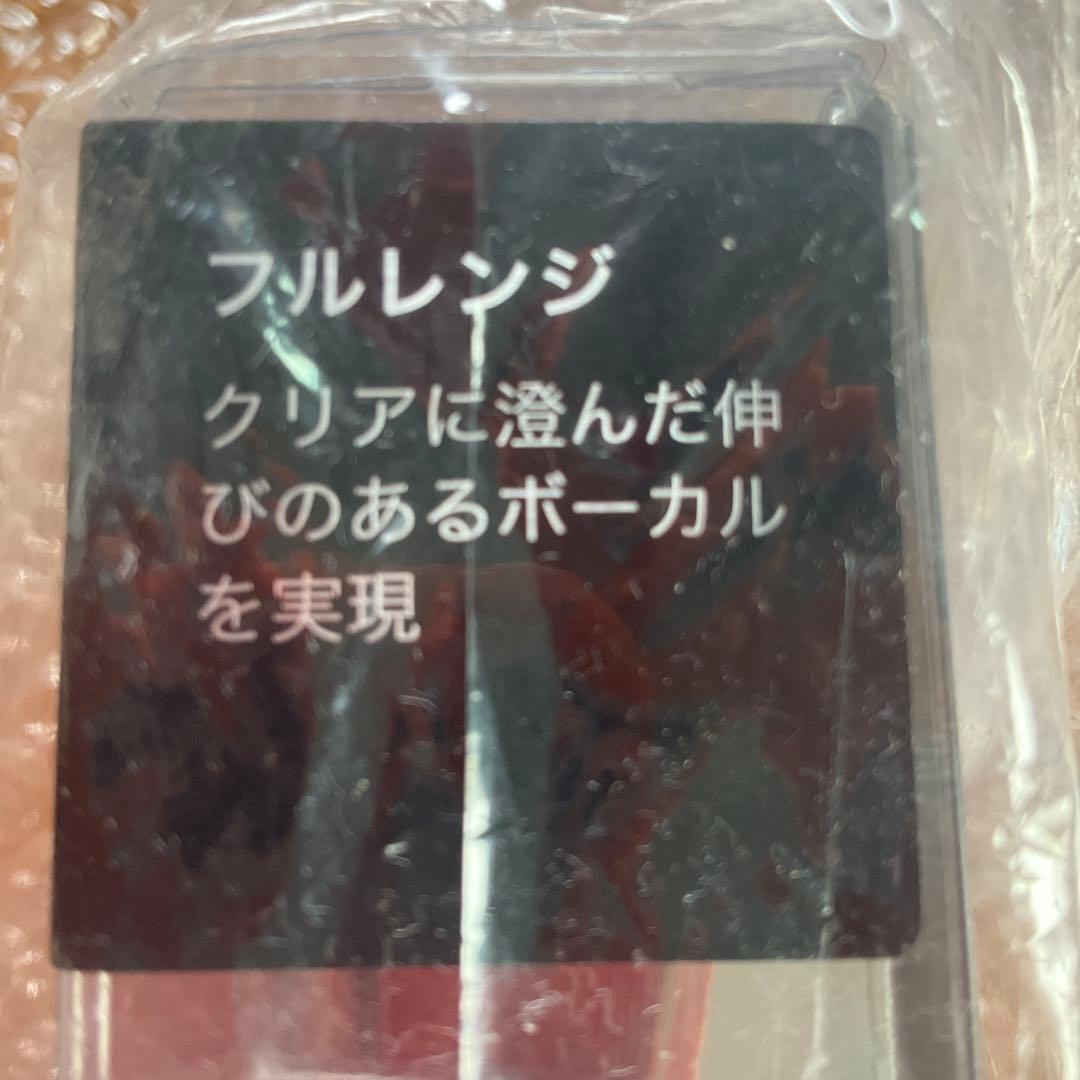 フルレンジ
クリアに澄んだ伸
びのあるボーカル
を実現